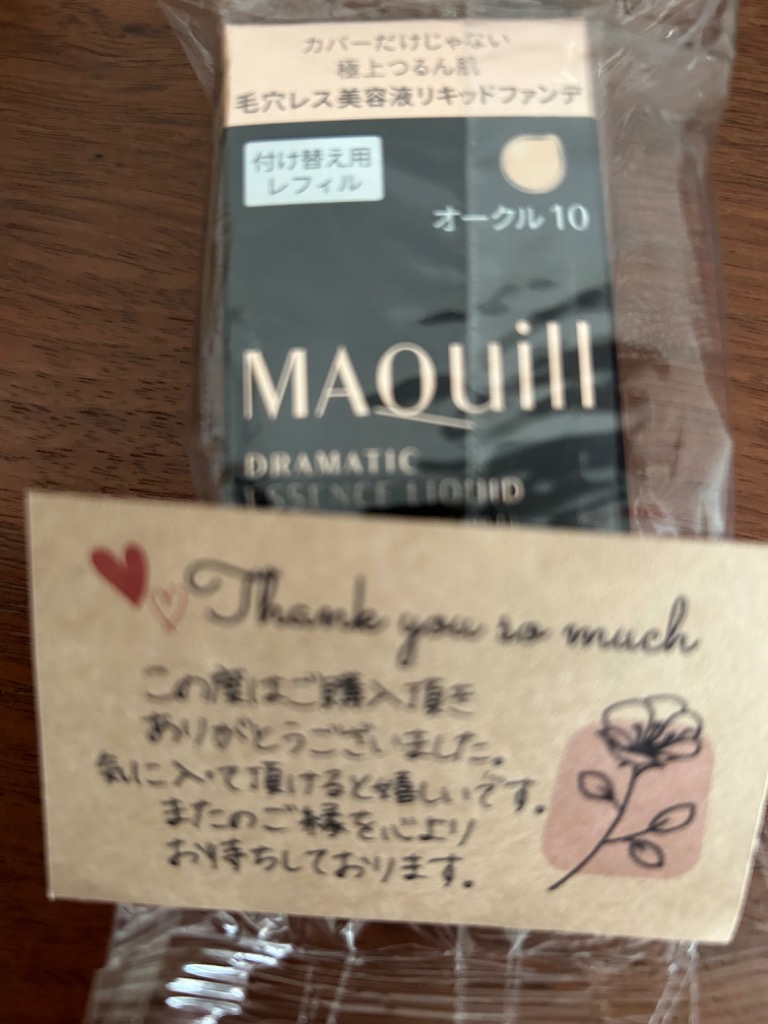 カバーだけじゃない
極上つるん肌
毛穴レス美容液リキッドファンデ
付け替え用
レフィル
オークル10
MAQuill
DRAMATIC
ESSENCE LIQUID
Thank you so much
この度はご購入頂き
ありがとうございました。
気に入って頂けると嬉しいです。
またのご縁を心より
お待ちしております。